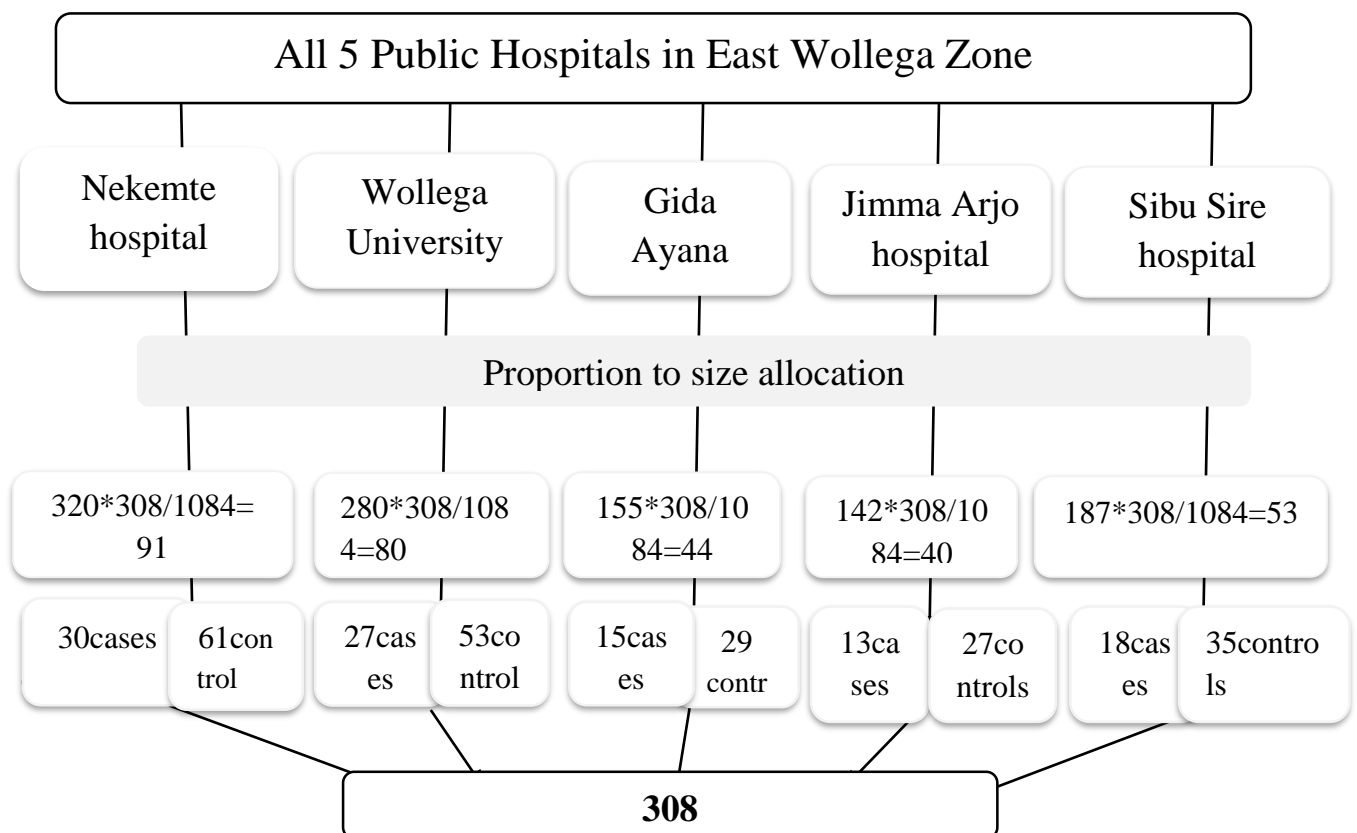 All 5 Public Hospitals in East Wollega Zone
Nekemte
hospital
Wollega
University
Gida
Ayana
Jimma Arjo
hospital
Sibu Sire
hospital
Proportion to size allocation
320*308/1084=
91
280*308/108
4=80
155*308/10
84=44
142*308/10
84=40
187*308/1084=53
30cases
61con
trol
27cas
es
53co
ntrol
15cas
es
29
contr
13ca
ses
27co
ntrols
18cas
es
35contro
ls
308